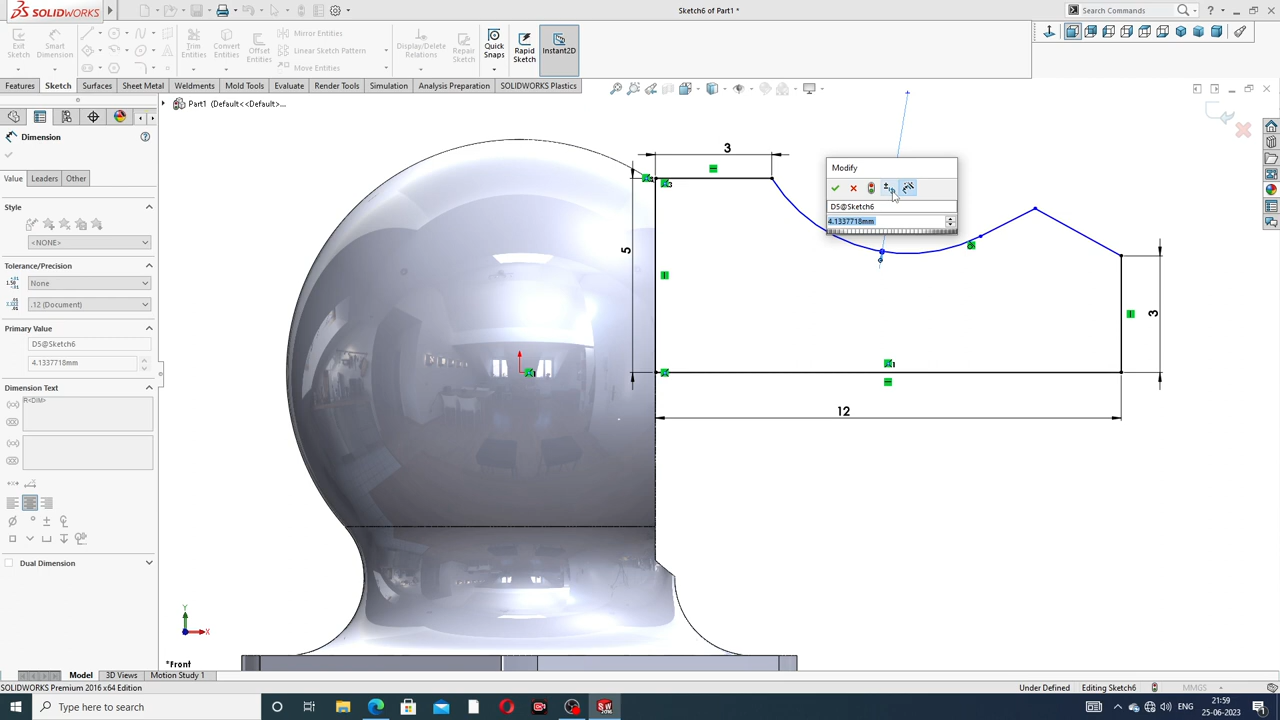 SOLIDWORKS
Sketch6 of Part1 *
Search Commands
Exit Sketch
Smart Dimension
Trim Entities
Convert Entities
Offset Entities
Mirror Entities
Linear Sketch Pattern
Move Entities
Display/Delete Relations
Repair Sketch
Quick Snaps
Rapid Sketch
Instant2D
Features
Sketch
Surfaces
Sheet Metal
Weldments
Mold Tools
Render Tools
Evaluate
Simulation
Analysis Preparation
SOLIDWORKS Plastics
Part1 (Default<<Default>...
Dimension
Value
Leaders
Other
Style
<NONE>
Tolerance/Precision
None
.12 (Document)
Primary Value
D5@Sketch6
4.1337718mm
Dimension Text
R<DIM>
Dual Dimension
3
5
3
12
Modify
D5@Sketch6
4.1337718mm
Y
X
*Front
Model
3D Views
Motion Study 1
SOLIDWORKS Premium 2016 x64 Edition
Under Defined
Editing Sketch6
MMGS
Type here to search
ENG
21:59
25-06-2023